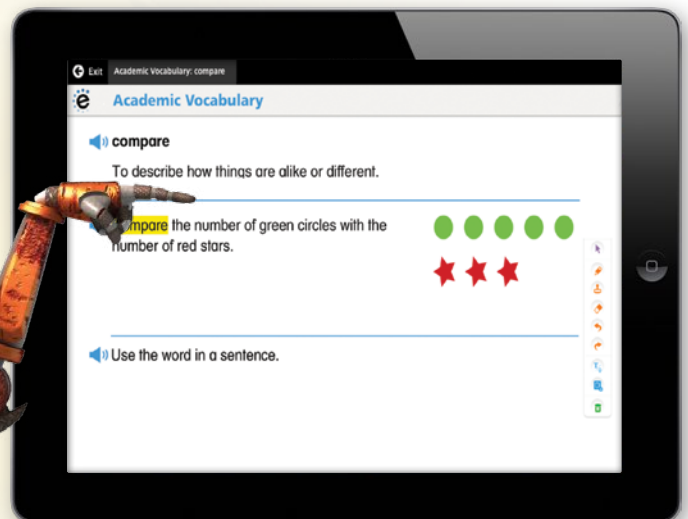 Exit Academic Vocabulary: compare
ë Academic Vocabulary
compare
To describe how things are alike or different.
the number of green circles with the
number of red stars.
Use the word in a sentence.